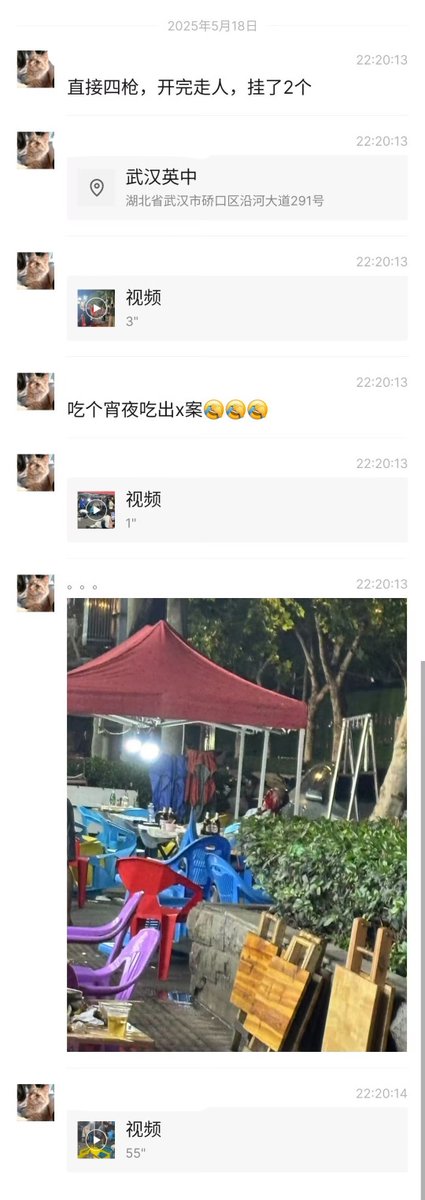 2025年5月18日
22:20:13
直接四枪，开完走人，挂了2个
22:20:13
武汉英中
湖北省武汉市硚口区沿河大道291号
22:20:13
视频
3"
22:20:13
吃个宵夜吃出x案🤣🤣🤣
22:20:13
视频
1"
。。。
22:20:13
22:20:14
视频
55"